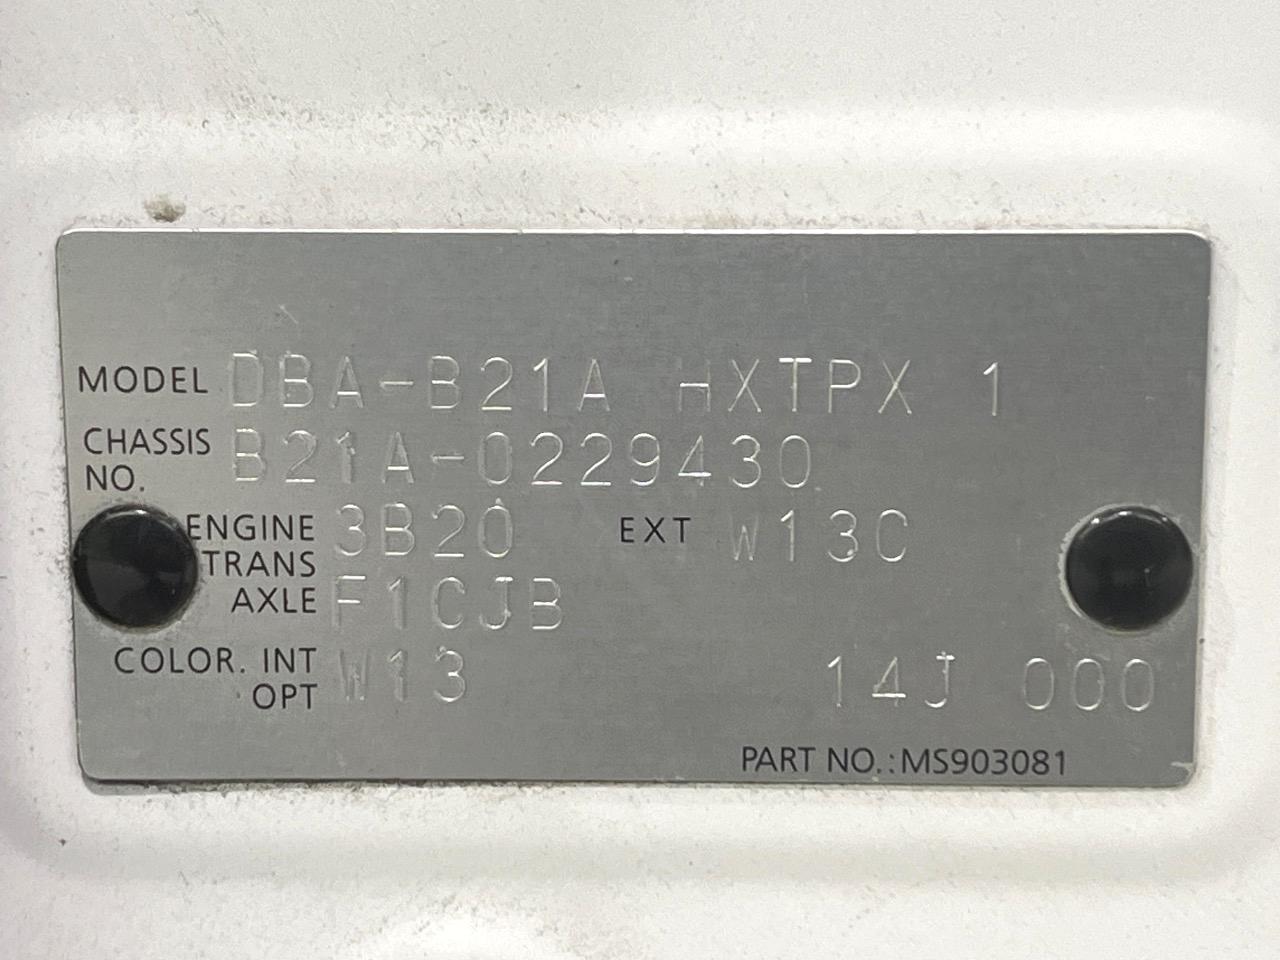 MODEL DBA-B21A HXTPX 1
CHASSIS NO. B21A-0229430
ENGINE 3B20 EXT W13C
TRANS AXLE F1CJB
COLOR. INT OPT W13 14J 000
PART NO.:MS903081